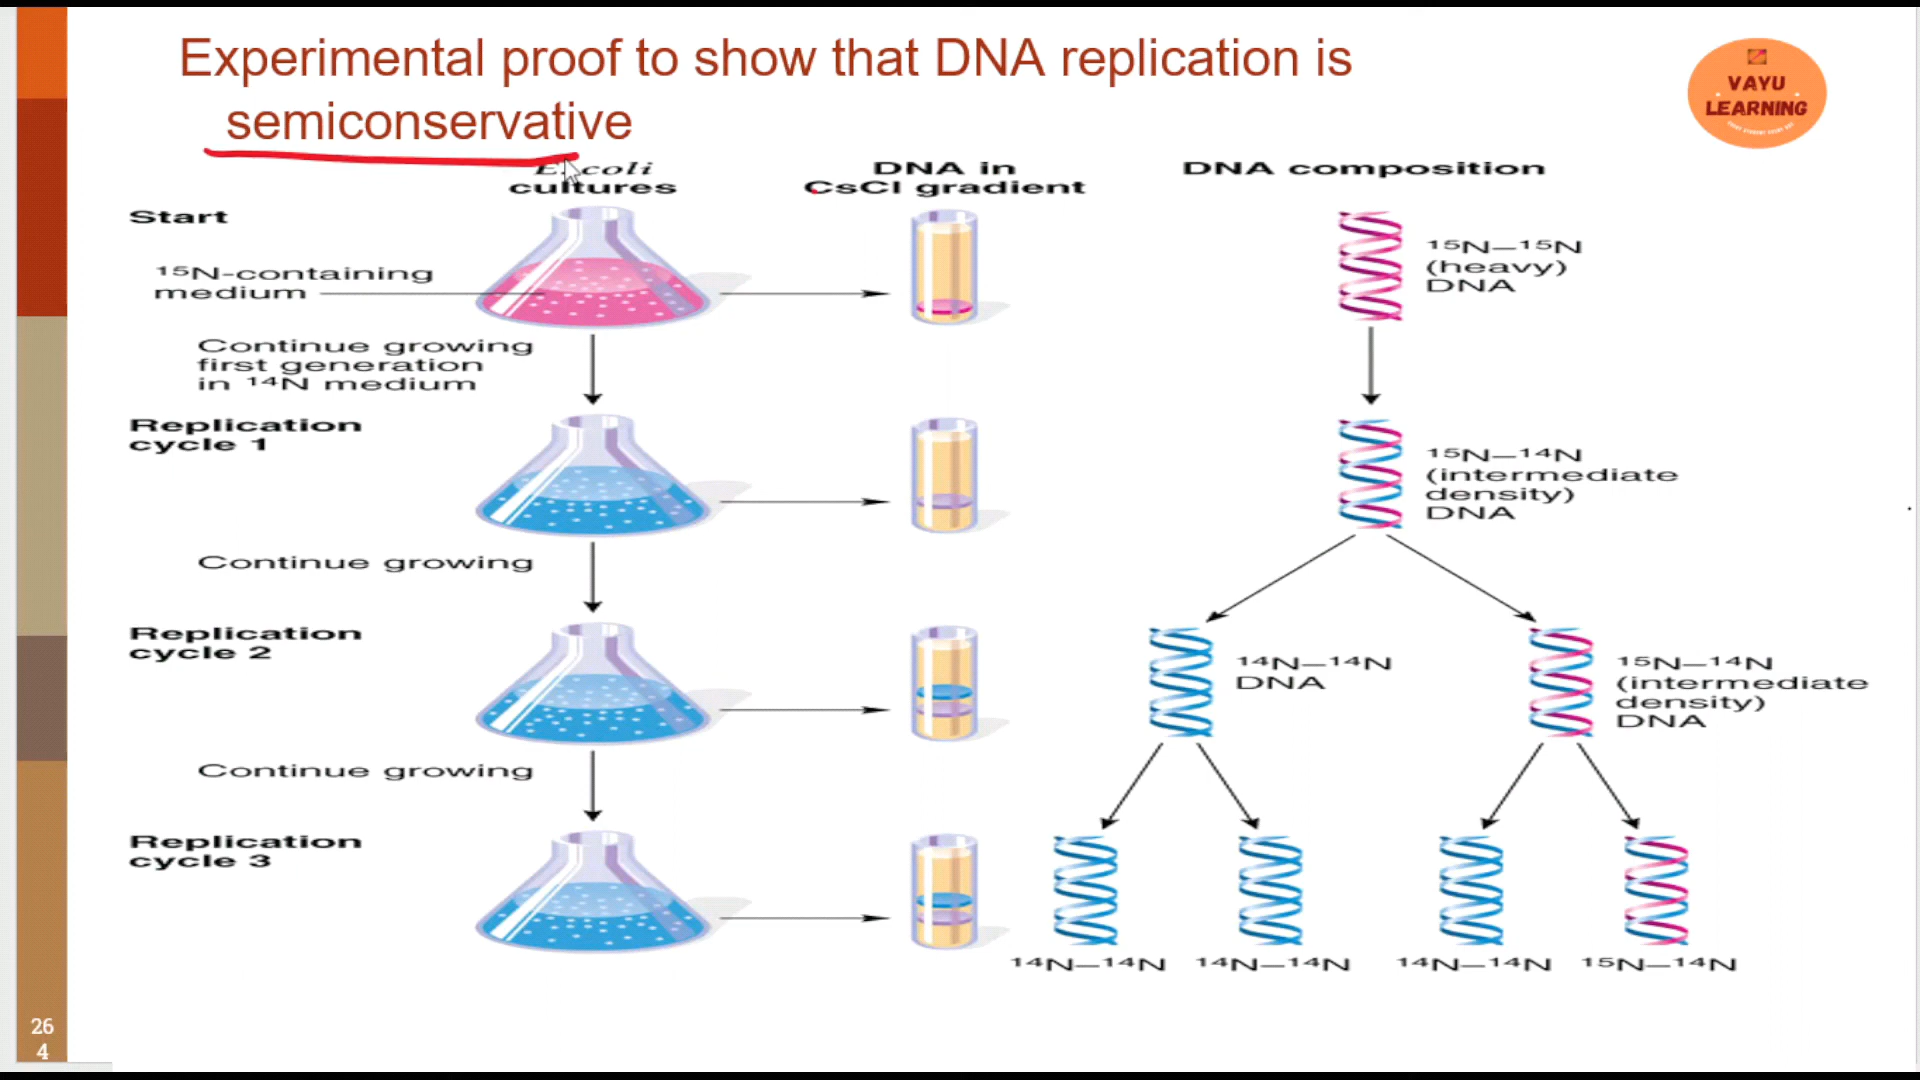 Experimental proof to show that DNA replication is
semiconservative
VAYU
LEARNING
E. coli
cultures
DNA in
CsCl gradient
DNA composition
Start
¹⁵N-containing
medium
¹⁵N–¹⁵N
(heavy)
DNA
Continue growing
first generation
in ¹⁴N medium
Replication
cycle 1
¹⁵N–¹⁴N
(intermediate
density)
DNA
Continue growing
Replication
cycle 2
¹⁴N–¹⁴N
DNA
¹⁵N–¹⁴N
(intermediate
density)
DNA
Continue growing
Replication
cycle 3
¹⁴N–¹⁴N
¹⁴N–¹⁴N
¹⁴N–¹⁴N
¹⁵N–¹⁴N
26
4